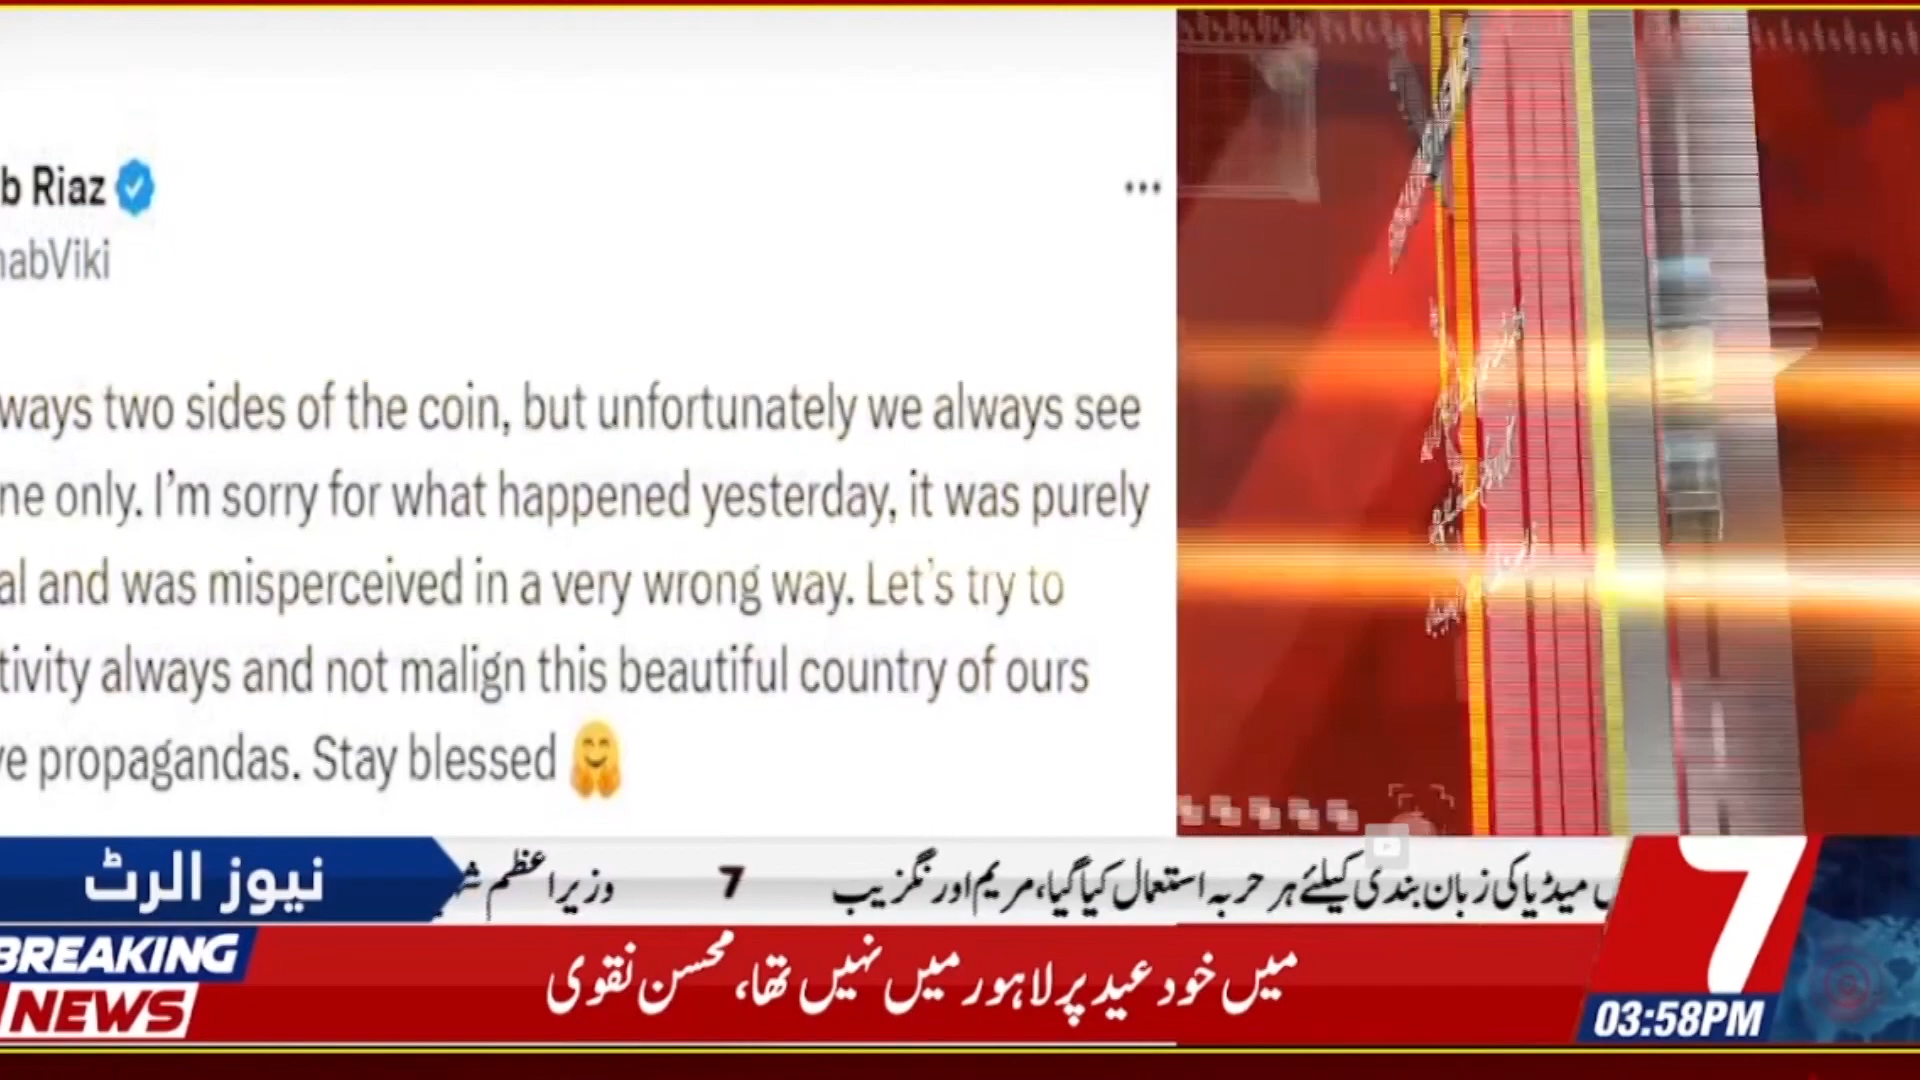 b Riaz
nabViki
ways two sides of the coin, but unfortunately we always see
ne only. I'm sorry for what happened yesterday, it was purely
al and was misperceived in a very wrong way. Let's try to
tivity always and not malign this beautiful country of ours
ve propagandas. Stay blessed 🤗
نیوز الرٹ
میڈیا کی زبان بندی کیلئے ہر حربہ استعمال کیا گیا، مریم اورنگزیب 7 وزیراعظم
BREAKING
NEWS
میں خود عید پر لاہور میں نہیں تھا، محسن نقوی
7
03:58PM